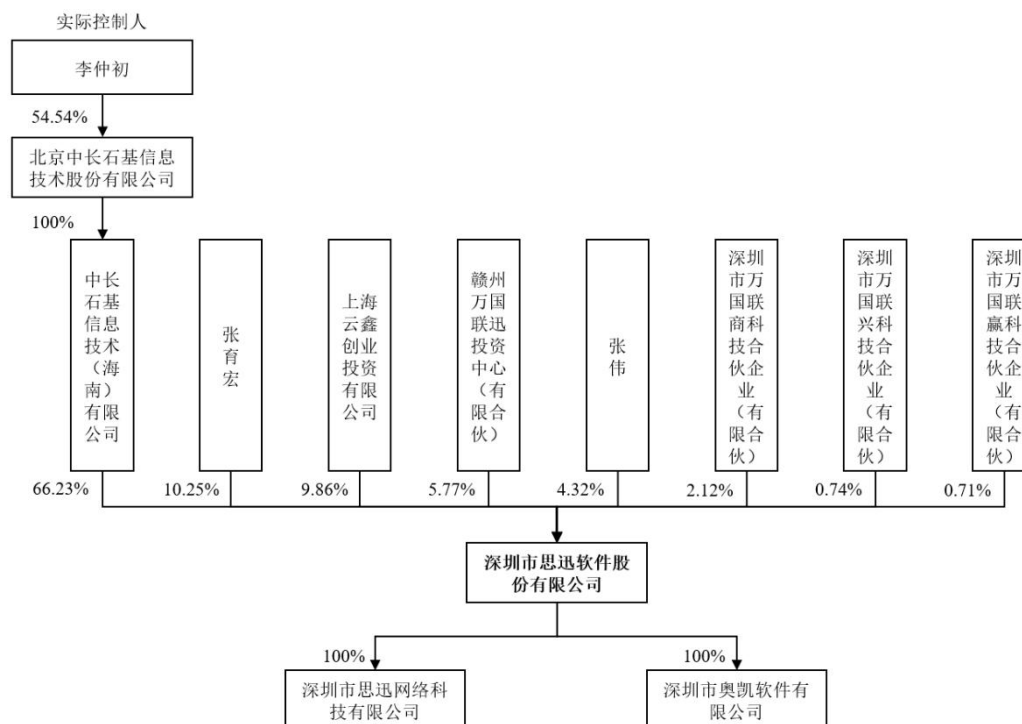 实际控制人
李仲初
54.54%
北京中长石基信息
技术股份有限公司
100%
中长
石基
信息
技术
（海
南）
有限
公司
张
育
宏
上海
云鑫
创业
投资
有限
公司
赣州
万国
联迅
投资
中心
（有
限合
伙）
张
伟
深圳
市万
国联
商科
技合
伙企
业
（有
限合
伙）
深圳
市万
国联
兴科
技合
伙企
业
（有
限合
伙）
深圳
市万
国联
赢科
技合
伙企
业
（有
限合
伙）
66.23%
10.25%
9.86%
5.77%
4.32%
2.12%
0.74%
0.71%
深圳市思迅软件股
份有限公司
100%
100%
深圳市思迅网络科
技有限公司
深圳市奥凯软件有
限公司